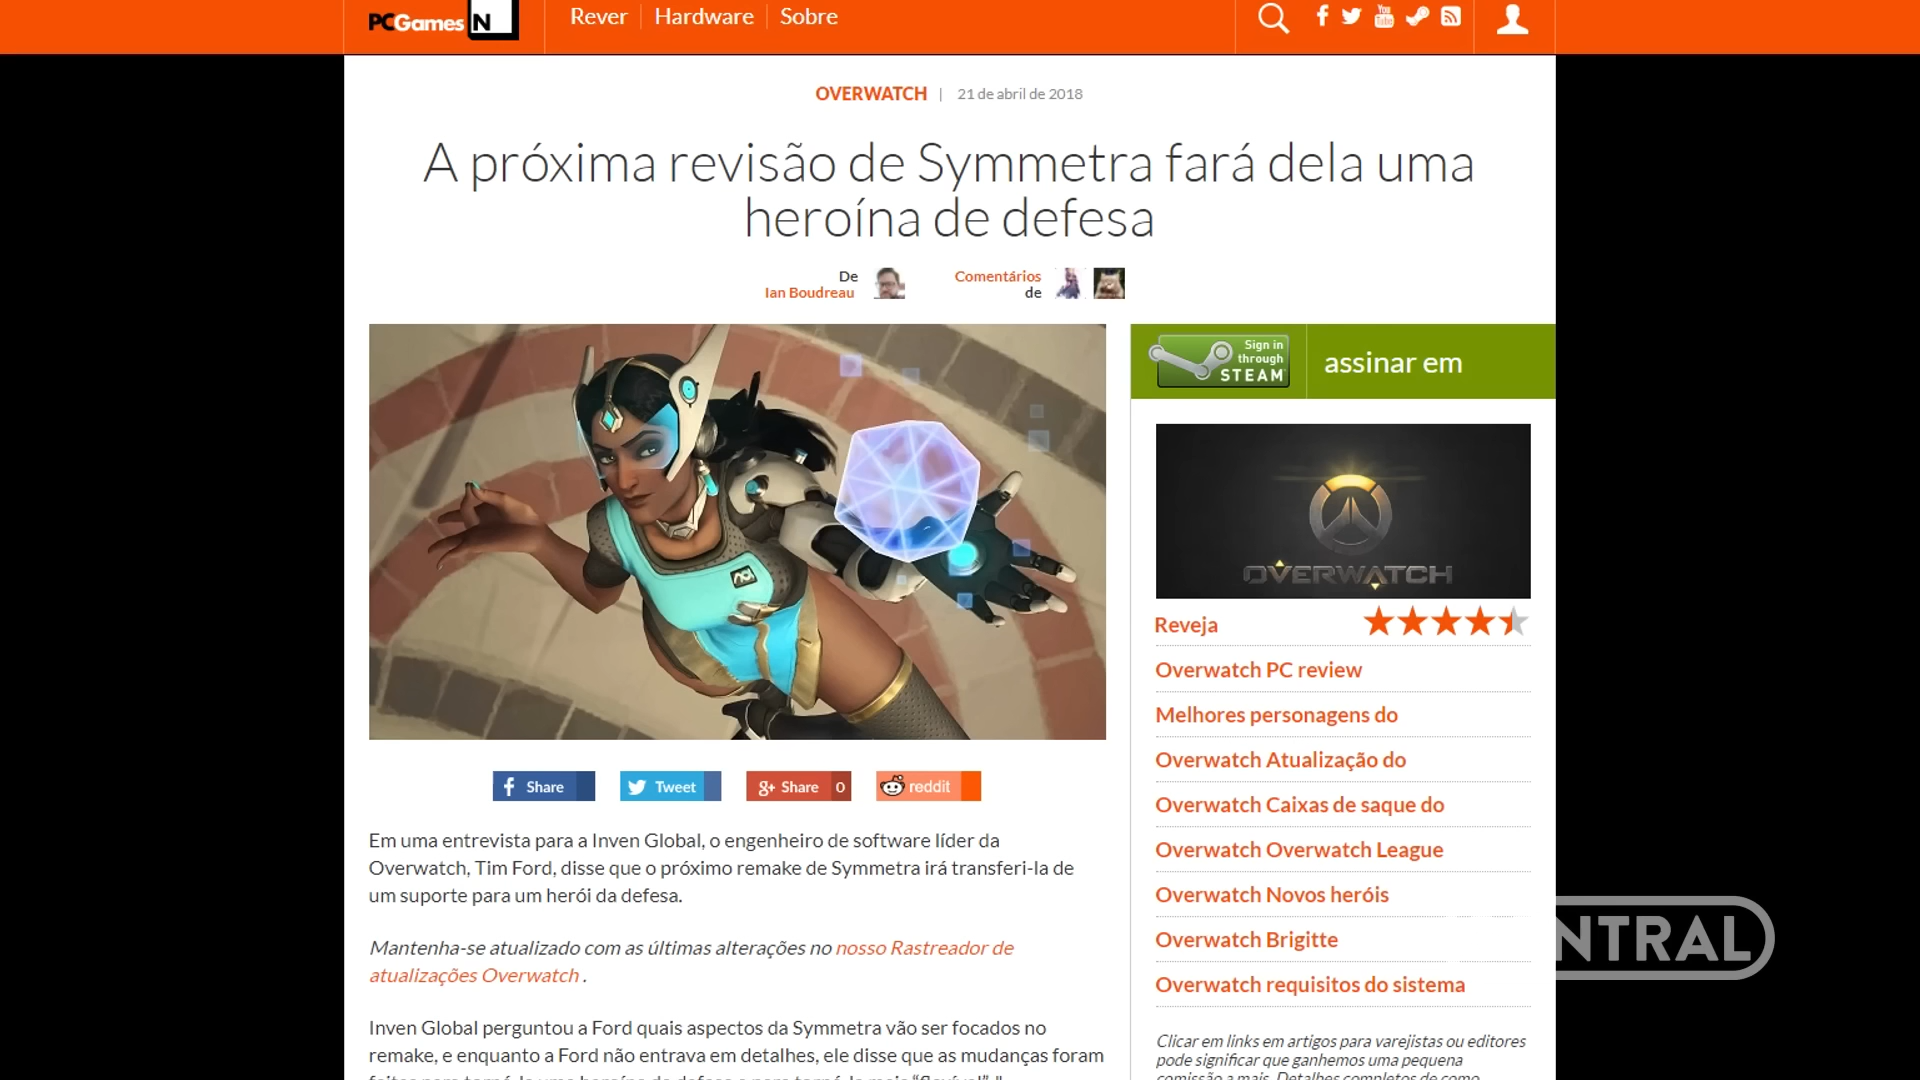 PCGamesN
Rever
Hardware
Sobre
OVERWATCH | 21 de abril de 2018
A próxima revisão de Symmetra fará dela uma
heroína de defesa
De
Ian Boudreau
Comentários
de
Sign in
through
STEAM
assinar em
OVERWATCH
Reveja
Overwatch PC review
Melhores personagens do
Overwatch Atualização do
Overwatch Caixas de saque do
Overwatch Overwatch League
Overwatch Novos heróis
Overwatch Brigitte
Overwatch requisitos do sistema
Clicar em links em artigos para varejistas ou editores
pode significar que ganhemos uma pequena
comissão a mais. Detalhes completos de como
f Share
Tweet
g+ Share 0
reddit
Em uma entrevista para a Inven Global, o engenheiro de software líder da
Overwatch, Tim Ford, disse que o próximo remake de Symmetra irá transferi-la de
um suporte para um herói da defesa.
Mantenha-se atualizado com as últimas alterações no nosso Rastreador de
atualizações Overwatch .
Inven Global perguntou a Ford quais aspectos da Symmetra vão ser focados no
remake, e enquanto a Ford não entrava em detalhes, ele disse que as mudanças foram
NTRAL